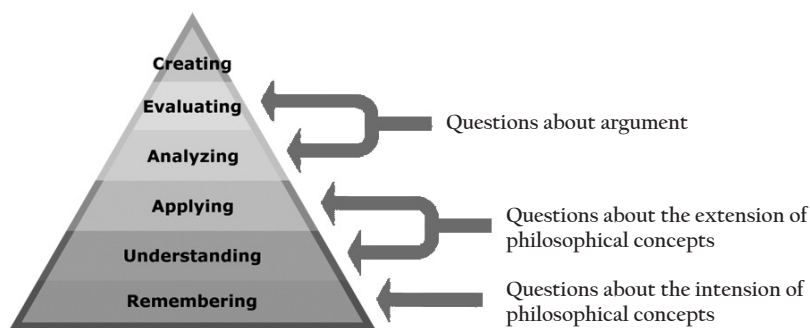 Creating
Evaluating
Questions about argument
Analyzing
Applying
Questions about the extension of
philosophical concepts
Understanding
Remembering
Questions about the intension of
philosophical concepts